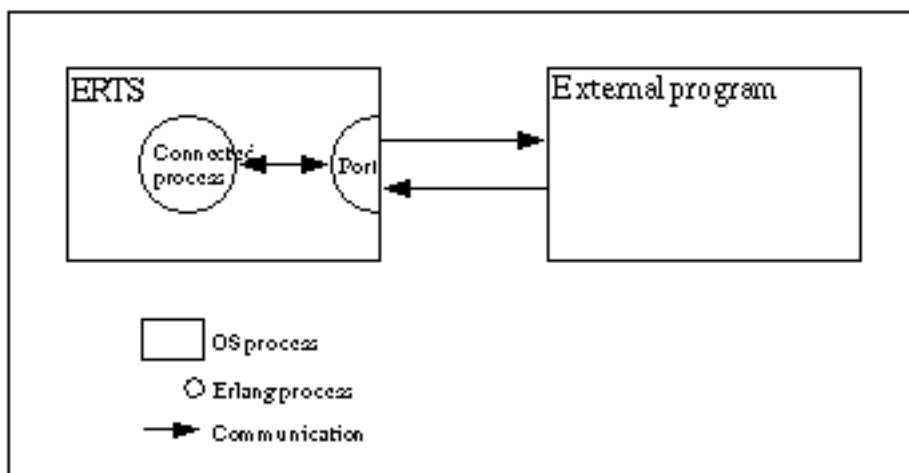 ERTS
External program
Connected
process
Port
OS process
Erlang process
Communication